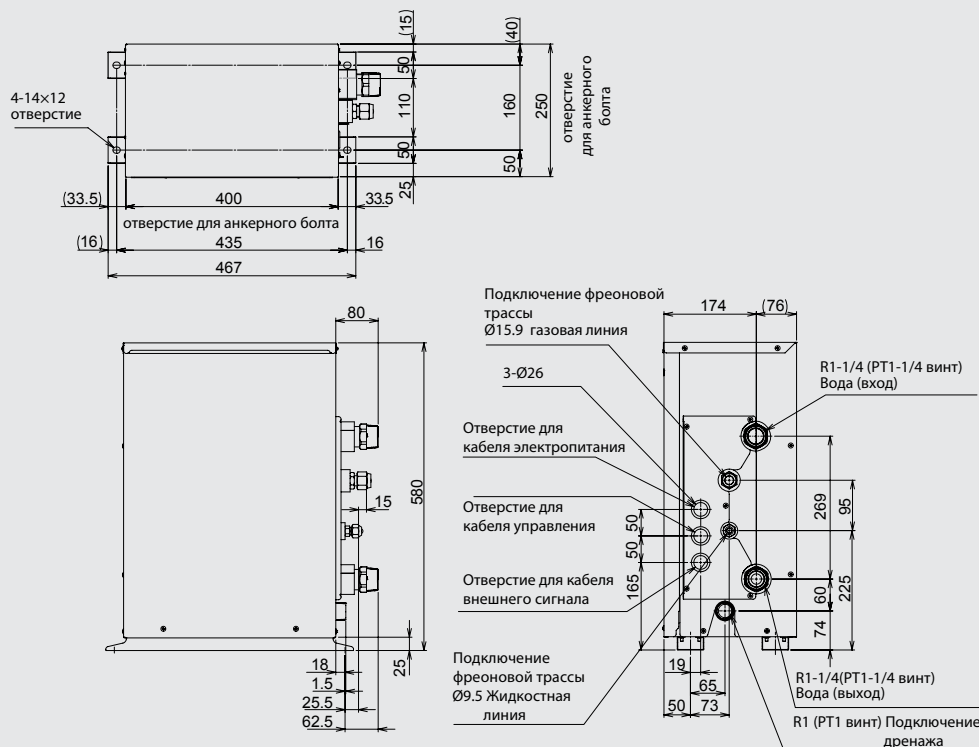 (15)
(40)
50
110
160
250
50
50
25
отверстие
для анкерного
болта
4-14×12
отверстие
(33.5)
400
33.5
отверстие для анкерного болта
(16)
435
16
467
80
580
15
18
1.5
25.5
62.5
25
Подключение фреоновой
трассы
Ø15.9 газовая линия
3-Ø26
Отверстие для
кабеля электропитания
Отверстие для
кабеля управления
Отверстие для кабеля
внешнего сигнала
Подключение
фреоновой трассы
Ø9.5 Жидкостная
линия
174
(76)
R1-1/4 (PT1-1/4 винт)
Вода (вход)
50
50
165
269
95
60
225
74
19
65
50
73
R1-1/4(PT1-1/4 винт)
Вода (выход)
R1 (PT1 винт) Подключение
дренажа